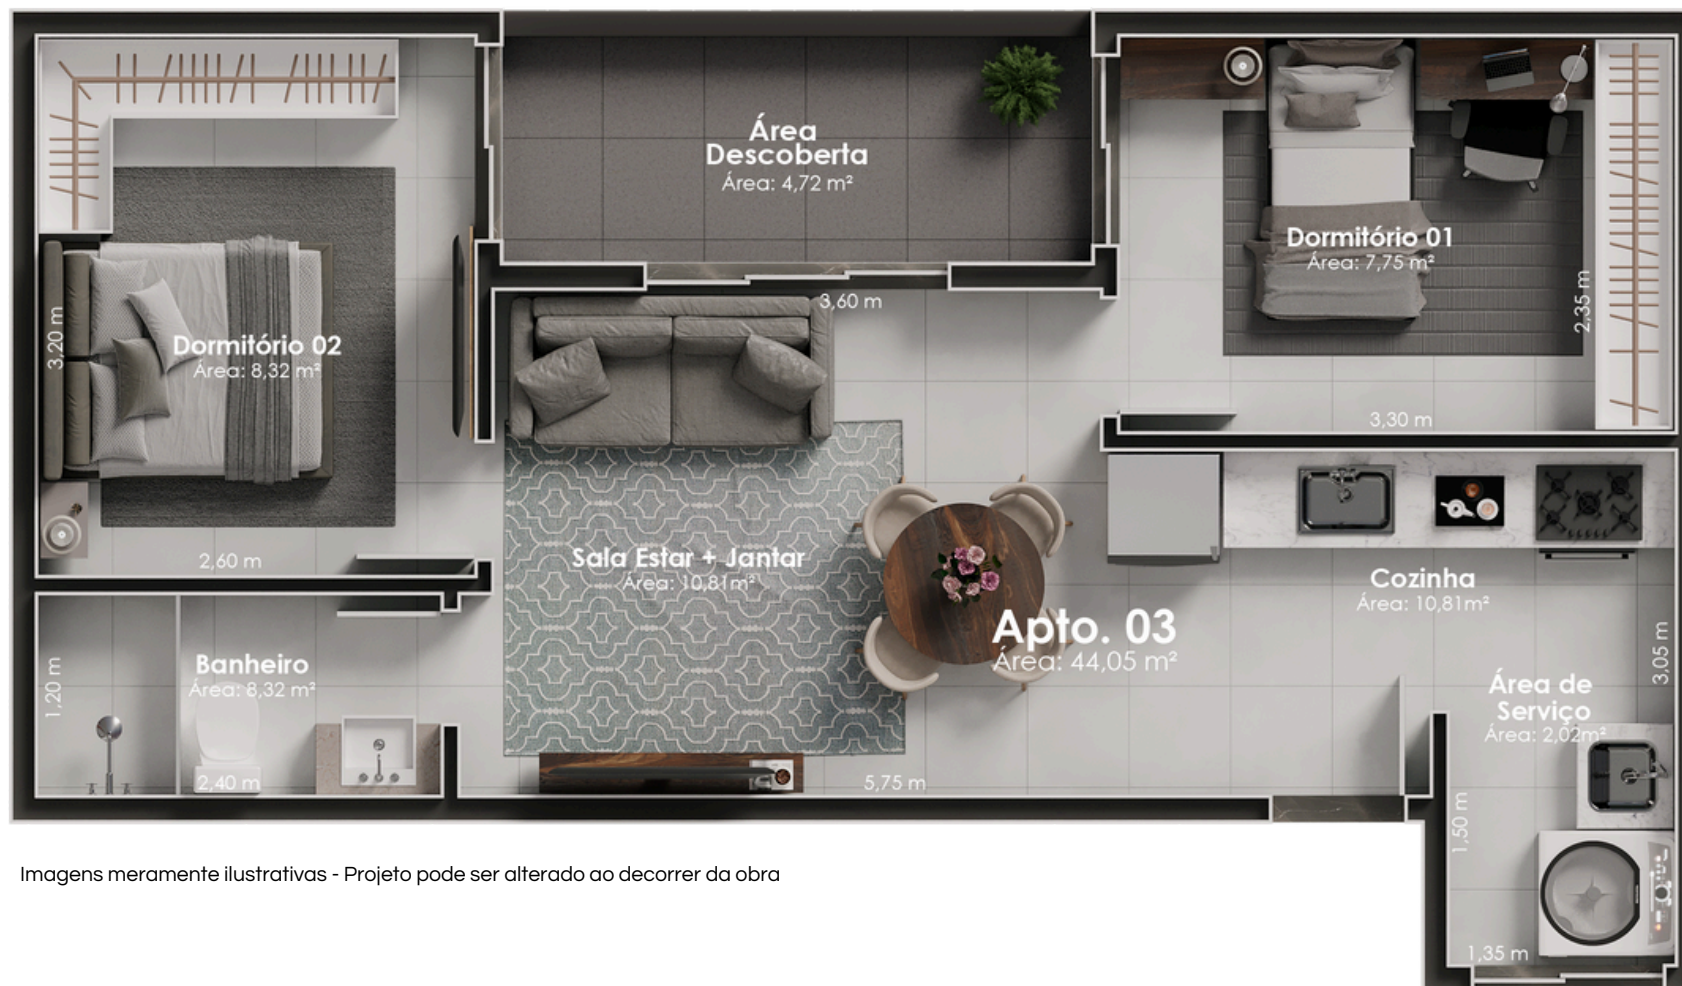 Área
Descoberta
Área: 4,72 m²
Dormitório 01
Área: 7,75 m²
2,35 m
3,30 m
3,60 m
Dormitório 02
Área: 8,32 m²
3,20 m
2,60 m
Sala Estar + Jantar
Área: 10,81m²
Apto. 03
Área: 44,05 m²
Cozinha
Área: 10,81m²
3,05 m
Banheiro
Área: 8,32 m²
1,20 m
2,40 m
5,75 m
Área de
Serviço
Área: 2,02m²
1,50 m
1,35 m
Imagens meramente ilustrativas - Projeto pode ser alterado ao decorrer da obra